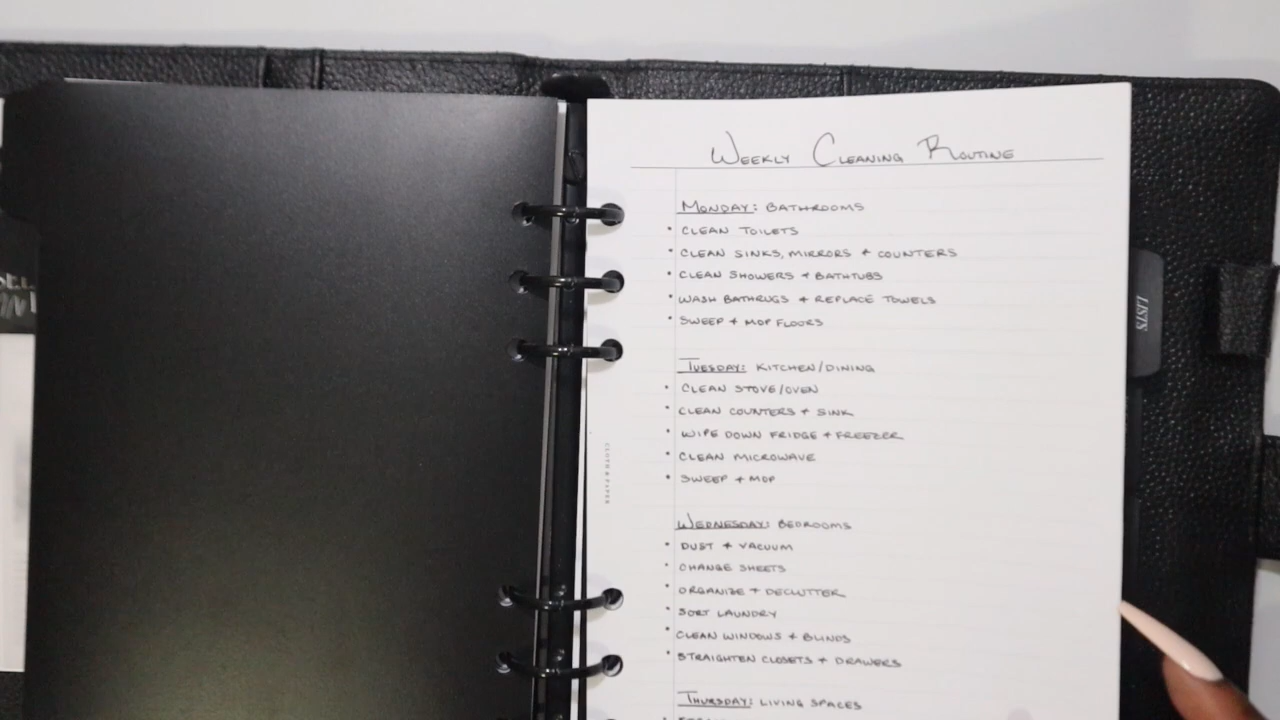 Weekly Cleaning Routine
Monday: Bathrooms
• Clean toilets
• Clean sinks, mirrors + counters
• Clean showers + bathtubs
• Wash bathrugs + replace towels
• Sweep + mop floors
Tuesday: Kitchen/Dining
• Clean stove/oven
• Clean counters + sink
• Wipe down fridge + freezer
• Clean microwave
• Sweep + mop
Wednesday: Bedrooms
• Dust + vacuum
• Change sheets
• Organize + declutter
• Sort laundry
• Clean windows + blinds
• Straighten closets + drawers
Thursday: Living Spaces
CLOTH & PAPER
LISTS